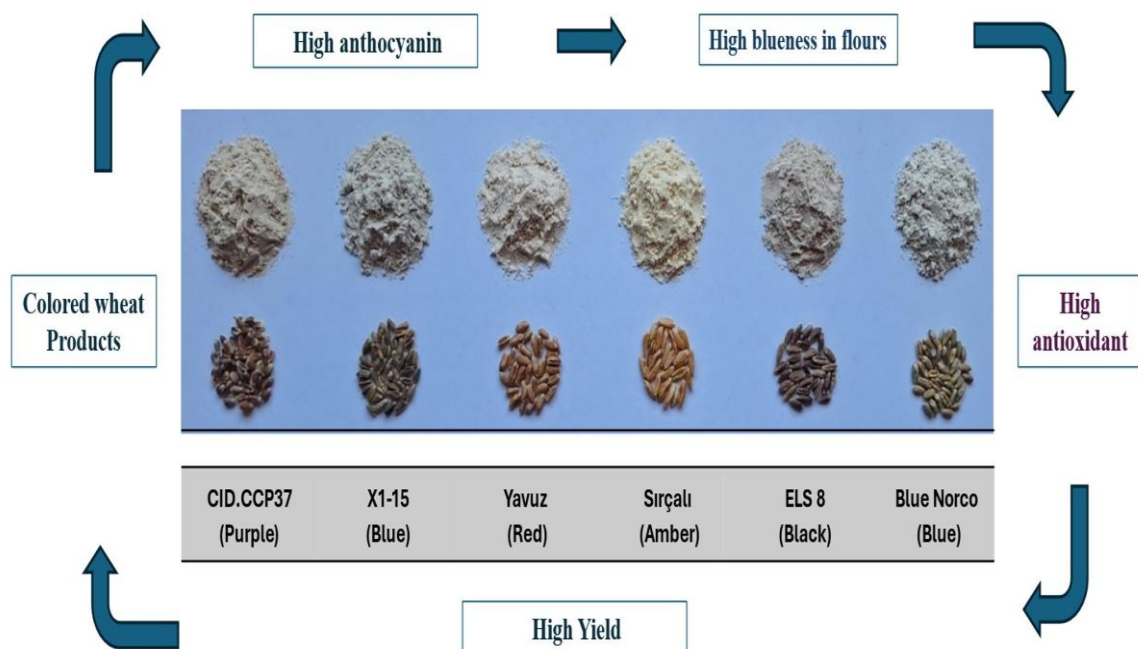 High anthocyanin
High blueness in flours
Colored wheat
Products
High
antioxidant
CID.CCP37
(Purple)
X1-15
(Blue)
Yavuz
(Red)
Sırçalı
(Amber)
ELS 8
(Black)
Blue Norco
(Blue)
High Yield